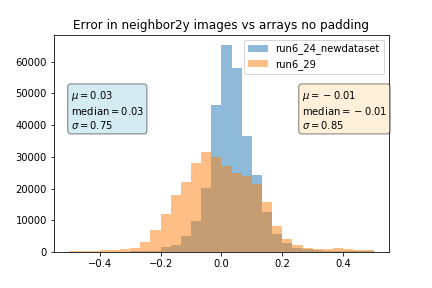 Error in neighbor2y images vs arrays no padding
run6_24_newdataset
run6_29
μ = 0.03
median = 0.03
σ = 0.75
μ = −0.01
median = −0.01
σ = 0.85
60000
50000
40000
30000
20000
10000
0
−0.4 −0.2 0.0 0.2 0.4